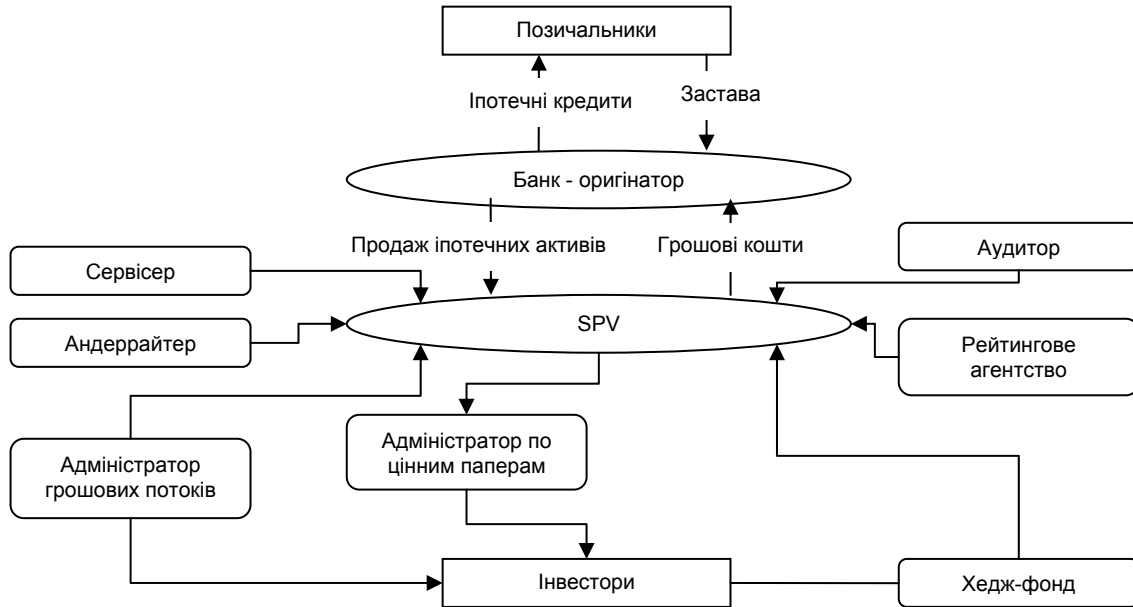 Позичальники
Іпотечні кредити
Застава
Банк - оригінатор
Продаж іпотечних активів
Грошові кошти
Аудитор
Сервісер
SPV
Андеррайтер
Рейтингове
агентство
Адміністратор по
цінним паперам
Адміністратор
грошових потоків
Інвестори
Хедж-фонд